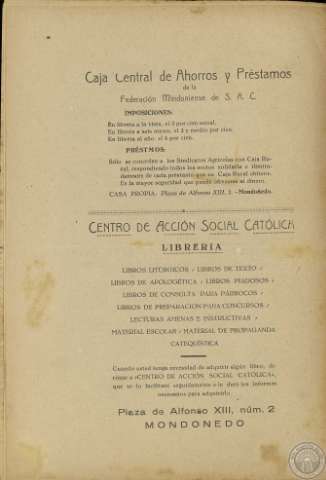 Caja Central de Ahorros y Préstamos
de la
Federación Mindoniense de S. A. C.
IMPOSICIONES:
En libreta a la vista, el 3 por cien anual.
En libreta a seis meses, el 3 y medio por cien.
En libreta al año, el 4 por cien.
PRÉSTMOS:
Sólo se conceden a los Sindicatos Agrícolas con Caja Ru-
ral, respondiendo todos los socios solidaria e ilimita-
damente de cada préstamo que su Caja Rural obtiene.
Es la mayor seguridad que puede ofrecerse al dinero.
CASA PROPIA: Plaza de Alfonso XIII, 2.-Mondoñedo.
CENTRO DE ACCIÓN SOCIAL CATÓLICA
LIBRERÍA
LIBROS LITÚRGICOS - LIBROS DE TEXTO -
LIBROS DE APOLOGÉTICA - LIBROS PIADOSOS -
LIBROS DE CONSULTA PARA PÁRROCOS -
LIBROS DE PREPARACIÓN PARA CONCURSOS -
LECTURAS AMENAS E INSTRUCTIVAS -
MATERIAL ESCOLAR - MATERIAL DE PROPAGANDA
CATEQUÍSTICA
Cuando usted tenga necesidad de adquirir algún libro, di-
ríjase a «CENTRO DE ACCIÓN SOCIAL CATÓLICA»,
que se lo facilitará seguidamente o le dará los informes
necesarios para adquirirlo
Plaza de Alfonso XIII, núm. 2
MONDOÑEDO